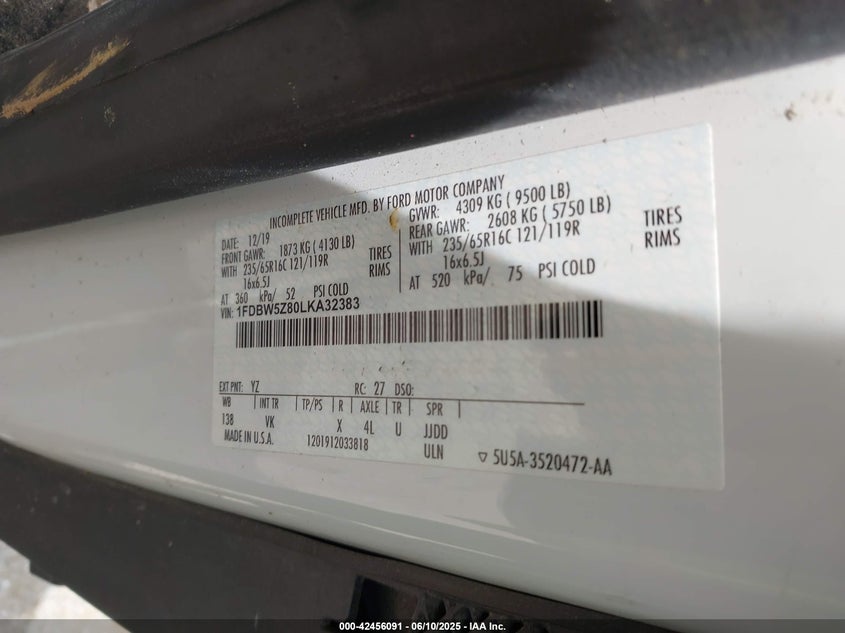 INCOMPLETE VEHICLE MFD. BY FORD MOTOR COMPANY
DATE: 12/19 GVWR: 4309 KG ( 9500 LB)
FRONT GAWR: 1873 KG ( 4130 LB) REAR GAWR: 2608 KG ( 5750 LB)
WITH 235/65R16C 121/119R TIRES WITH 235/65R16C 121/119R TIRES
16x6.5J RIMS 16x6.5J RIMS
AT 360 kPa/ 52 PSI COLD AT 520 kPa/ 75 PSI COLD
VIN: 1FDBW5Z80LKA32383
EXT PNT: YZ RC: 27 DSO:
WB INT TR TP/PS R AXLE TR SPR
138 VK X 4L U JJDD
MADE IN U.S.A. 1201912033818 ULN
▽ 5U5A-3520472-AA
000-42456091 - 06/10/2025 - IAA Inc.